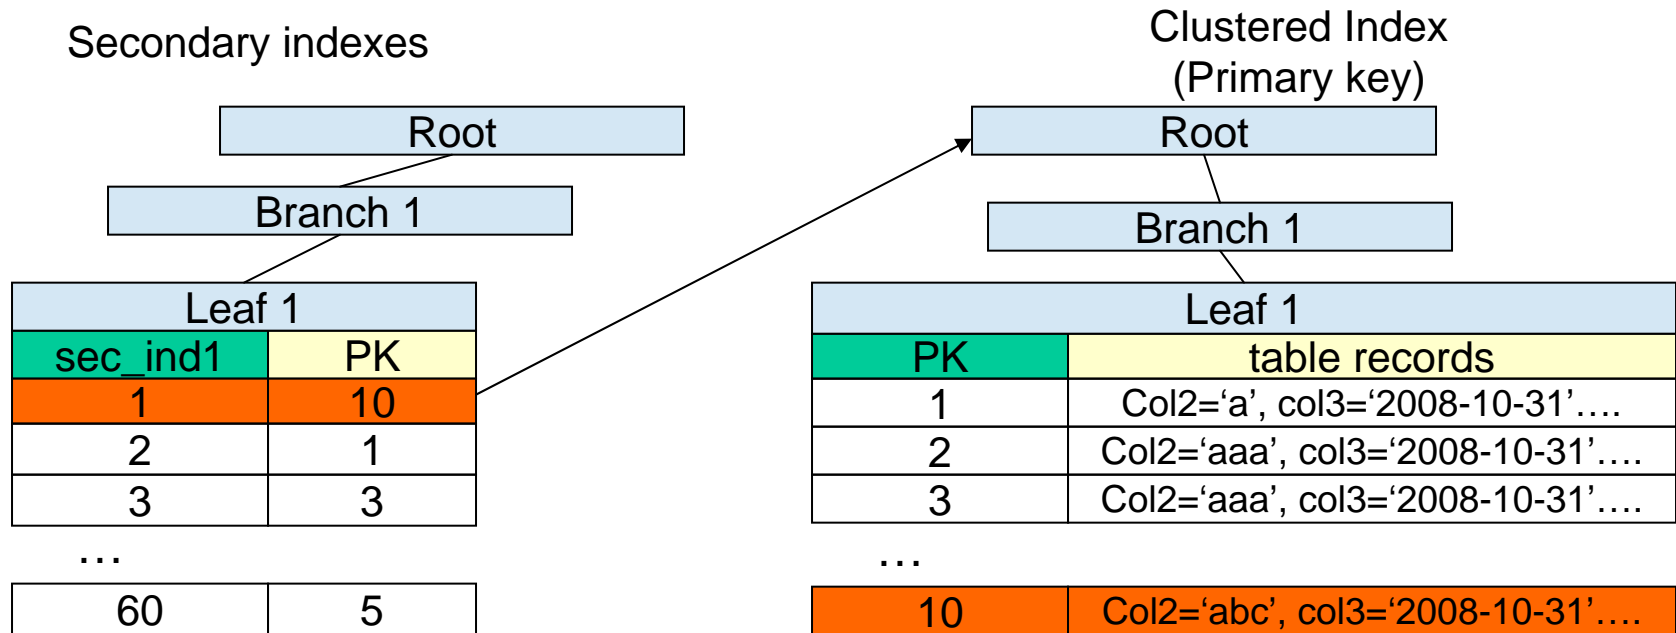 Secondary indexes
Clustered Index
(Primary key)
Root
Root
Branch 1
Branch 1
Leaf 1
Leaf 1
sec_ind1 PK
PK table records
1 10
1 Col2=‘a’, col3=‘2008-10-31’….
2 1
2 Col2=‘aaa’, col3=‘2008-10-31’….
3 3
3 Col2=‘aaa’, col3=‘2008-10-31’….
…
…
60 5
10 Col2=‘abc’, col3=‘2008-10-31’….